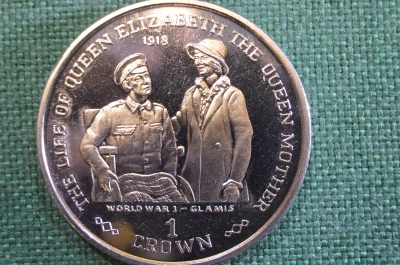 THE LIFE OF QUEEN ELIZABETH THE QUEEN MOTHER
1918
WORLD WAR I - GLAMIS
1
CROWN